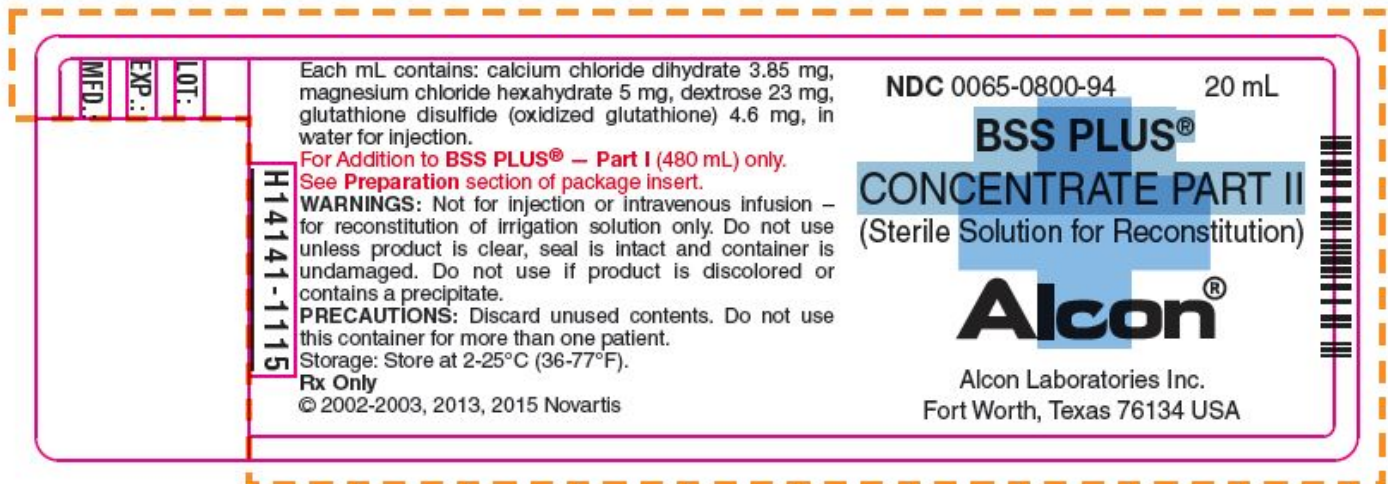 MFD.:
EXP.:
LOT:
H14141-1115
Each mL contains: calcium chloride dihydrate 3.85 mg,
magnesium chloride hexahydrate 5 mg, dextrose 23 mg,
glutathione disulfide (oxidized glutathione) 4.6 mg, in
water for injection.
For Addition to BSS PLUS® — Part I (480 mL) only.
See Preparation section of package insert.
WARNINGS: Not for injection or intravenous infusion –
for reconstitution of irrigation solution only. Do not use
unless product is clear, seal is intact and container is
undamaged. Do not use if product is discolored or
contains a precipitate.
PRECAUTIONS: Discard unused contents. Do not use
this container for more than one patient.
Storage: Store at 2-25°C (36-77°F).
Rx Only
© 2002-2003, 2013, 2015 Novartis
NDC 0065-0800-94 20 mL
BSS PLUS®
CONCENTRATE PART II
(Sterile Solution for Reconstitution)
Alcon®
Alcon Laboratories Inc.
Fort Worth, Texas 76134 USA